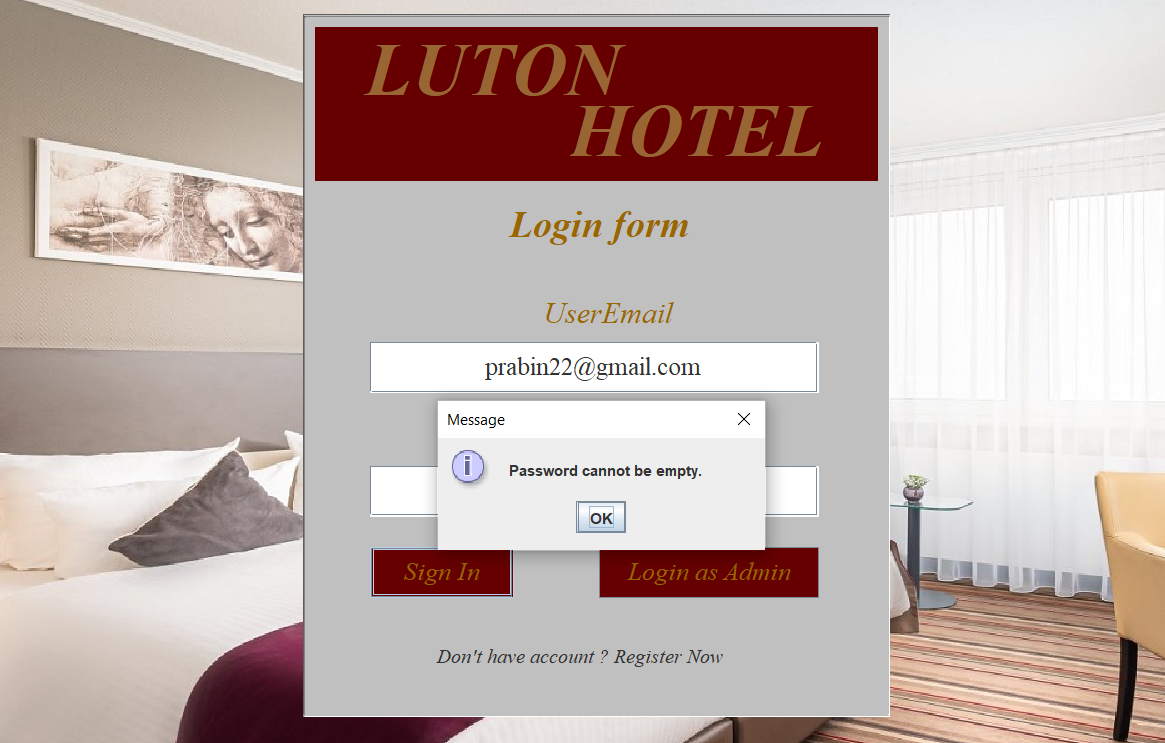 LUTON
HOTEL
Login form
UserEmail
prabin22@gmail.com
Message
Password cannot be empty.
OK
Sign In
Login as Admin
Don't have account ? Register Now